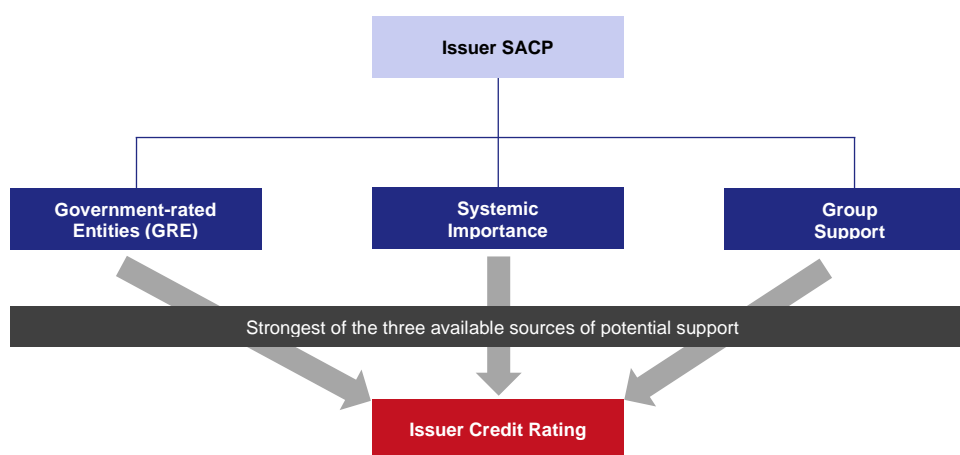 Issuer SACP
Government-rated
Entities (GRE)
Systemic
Importance
Group
Support
Strongest of the three available sources of potential support
Issuer Credit Rating